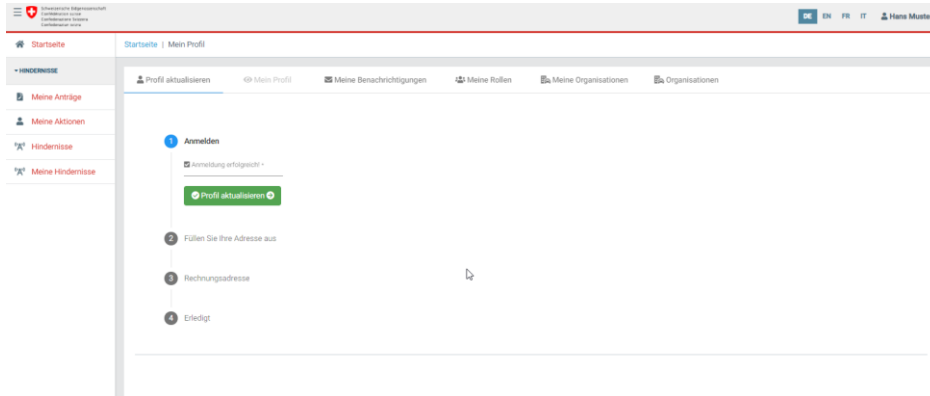 Schweizerische Eidgenossenschaft
Confédération suisse
Confederazione Svizzera
Confederaziun svizra
DE EN FR IT Hans Muste
Startseite
Startseite | Mein Profil
HINDERNISSE
Meine Anträge
Meine Aktionen
Hindernisse
Meine Hindernisse
Profil aktualisieren Mein Profil Meine Benachrichtigungen Meine Rollen Meine Organisationen Organisationen
1 Anmelden
Anmeldung erfolgreich! *
Profil aktualisieren
2 Füllen Sie Ihre Adresse aus
3 Rechnungsadresse
4 Erledigt